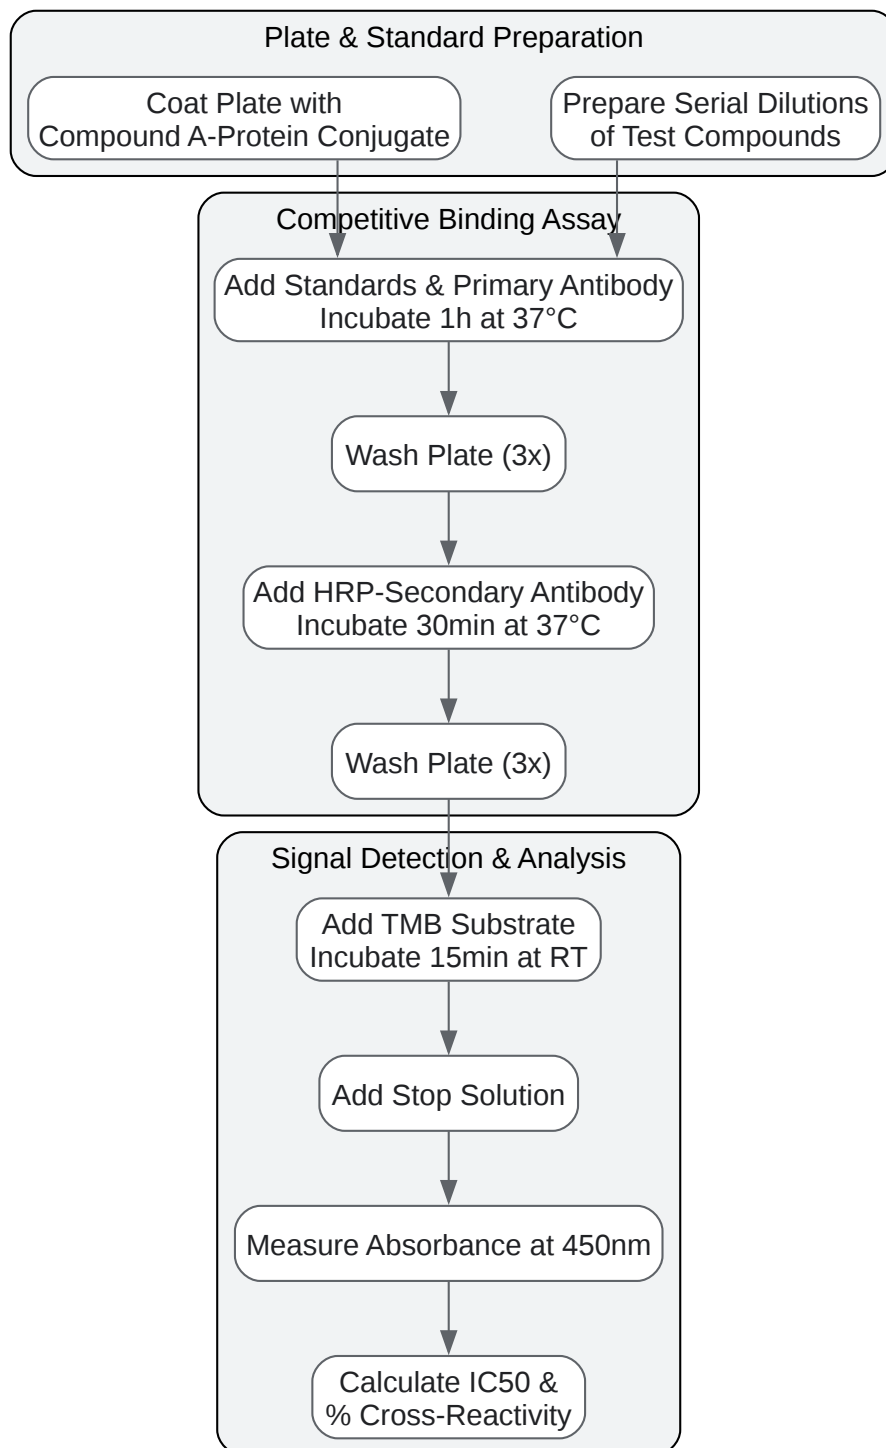 Plate & Standard Preparation
Coat Plate with
Compound A-Protein Conjugate
Prepare Serial Dilutions
of Test Compounds
Competitive Binding Assay
Add Standards & Primary Antibody
Incubate 1h at 37°C
Wash Plate (3x)
Add HRP-Secondary Antibody
Incubate 30min at 37°C
Wash Plate (3x)
Signal Detection & Analysis
Add TMB Substrate
Incubate 15min at RT
Add Stop Solution
Measure Absorbance at 450nm
Calculate IC50 &
% Cross-Reactivity